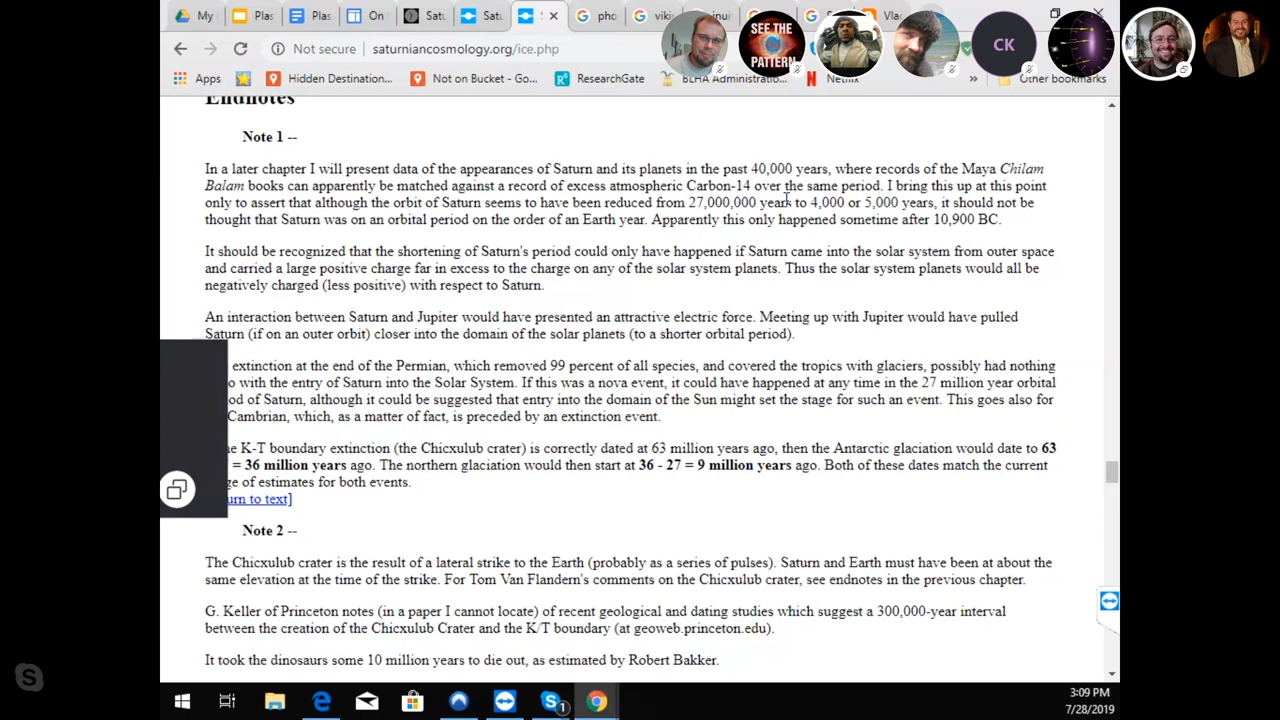 My
Plas
Plas
On
Satu
Satu
S
pho
viki
inui
G
Vlac
Not secure
saturniancosmology.org/ice.php
SEE THE
PATTERN
CK
Apps
Hidden Destination...
Not on Bucket - Go...
ResearchGate
BLHA Administratio...
Netflix
»
Other bookmarks
Endnotes
Note 1 --
In a later chapter I will present data of the appearances of Saturn and its planets in the past 40,000 years, where records of the Maya Chilam
Balam books can apparently be matched against a record of excess atmospheric Carbon-14 over the same period. I bring this up at this point
only to assert that although the orbit of Saturn seems to have been reduced from 27,000,000 years to 4,000 or 5,000 years, it should not be
thought that Saturn was on an orbital period on the order of an Earth year. Apparently this only happened sometime after 10,900 BC.
It should be recognized that the shortening of Saturn's period could only have happened if Saturn came into the solar system from outer space
and carried a large positive charge far in excess to the charge on any of the solar system planets. Thus the solar system planets would all be
negatively charged (less positive) with respect to Saturn.
An interaction between Saturn and Jupiter would have presented an attractive electric force. Meeting up with Jupiter would have pulled
Saturn (if on an outer orbit) closer into the domain of the solar planets (to a shorter orbital period).
extinction at the end of the Permian, which removed 99 percent of all species, and covered the tropics with glaciers, possibly had nothing
o with the entry of Saturn into the Solar System. If this was a nova event, it could have happened at any time in the 27 million year orbital
od of Saturn, although it could be suggested that entry into the domain of the Sun might set the stage for such an event. This goes also for
Cambrian, which, as a matter of fact, is preceded by an extinction event.
e K-T boundary extinction (the Chicxulub crater) is correctly dated at 63 million years ago, then the Antarctic glaciation would date to 63
= 36 million years ago. The northern glaciation would then start at 36 - 27 = 9 million years ago. Both of these dates match the current
ge of estimates for both events.
urn to text]
Note 2 --
The Chicxulub crater is the result of a lateral strike to the Earth (probably as a series of pulses). Saturn and Earth must have been at about the
same elevation at the time of the strike. For Tom Van Flandern's comments on the Chicxulub crater, see endnotes in the previous chapter.
G. Keller of Princeton notes (in a paper I cannot locate) of recent geological and dating studies which suggest a 300,000-year interval
between the creation of the Chicxulub Crater and the K/T boundary (at geoweb.princeton.edu).
It took the dinosaurs some 10 million years to die out, as estimated by Robert Bakker.
1
3:09 PM
7/28/2019